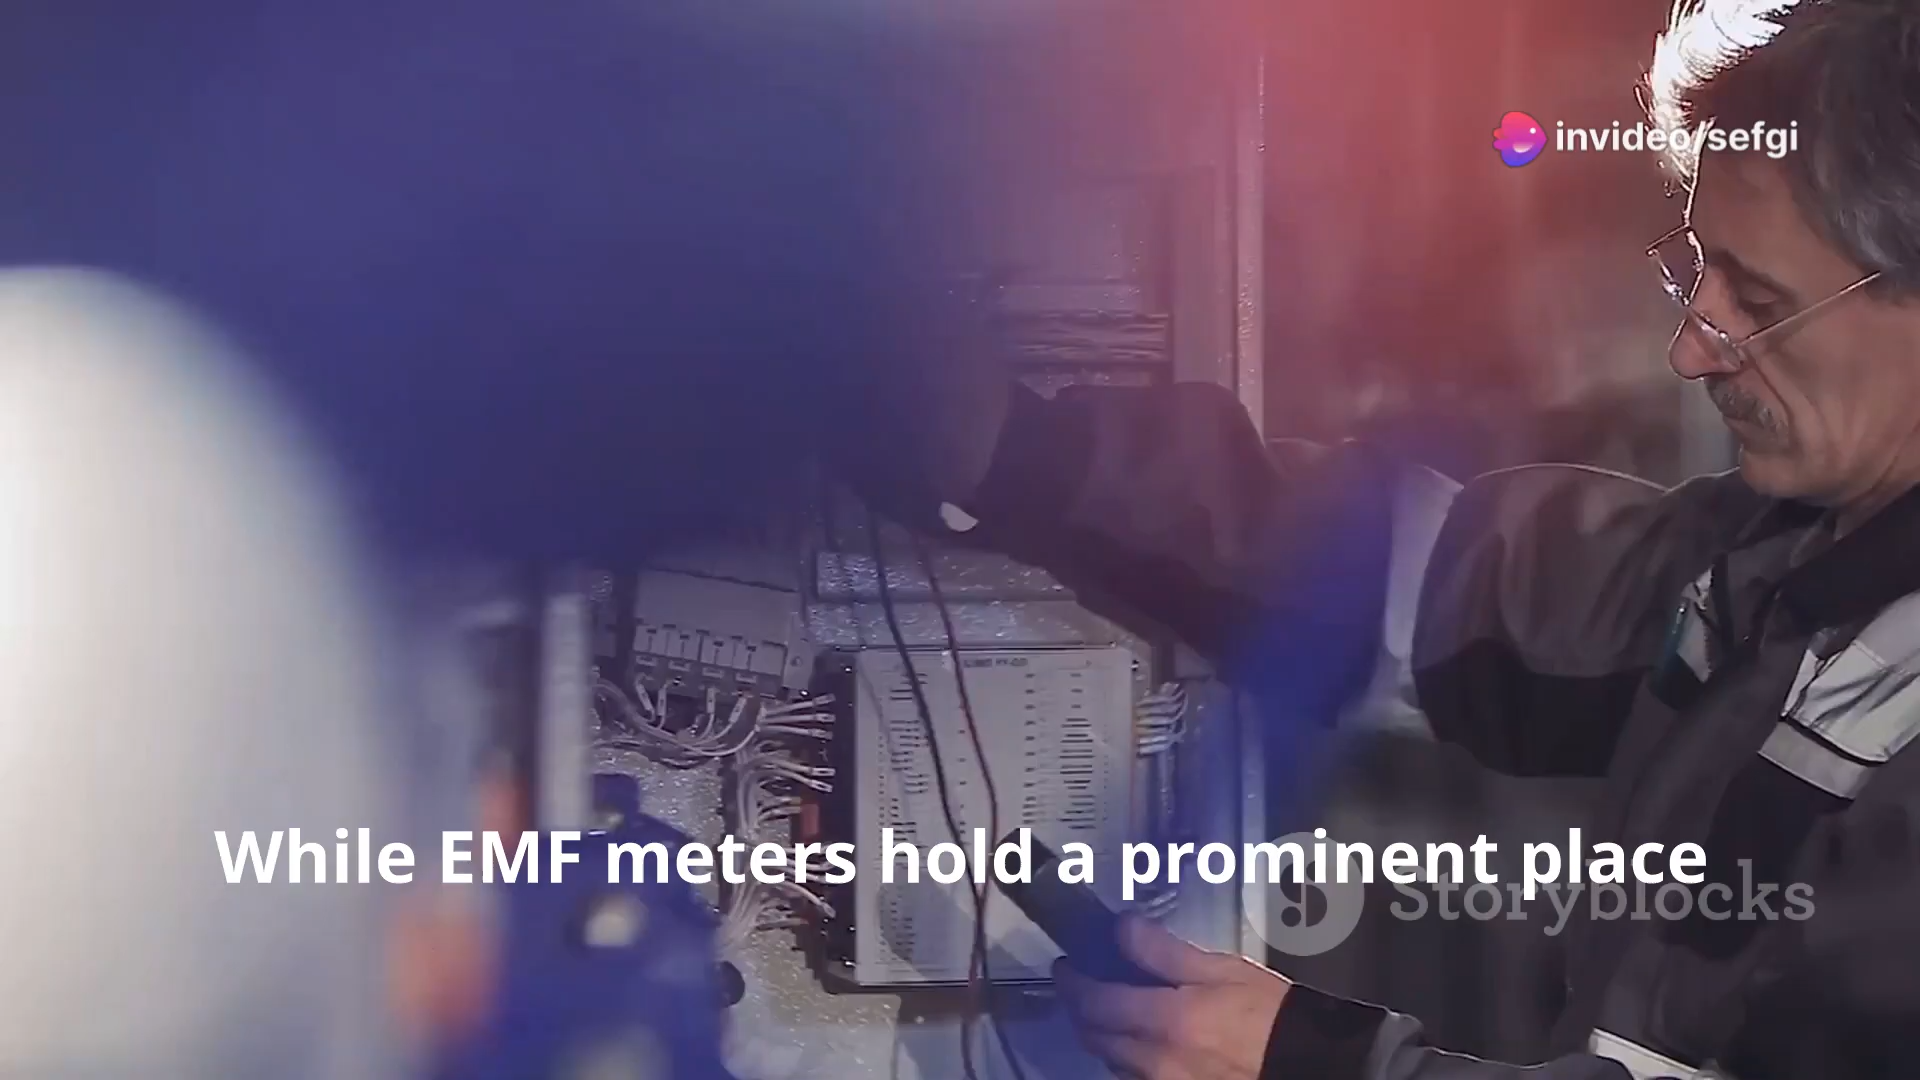 invideo/sefgi
While EMF meters hold a prominent place
Storyblocks